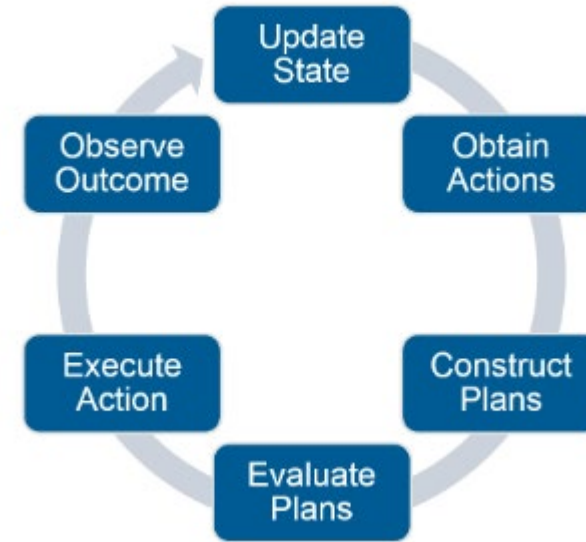 Update
State
Obtain
Actions
Construct
Plans
Evaluate
Plans
Execute
Action
Observe
Outcome